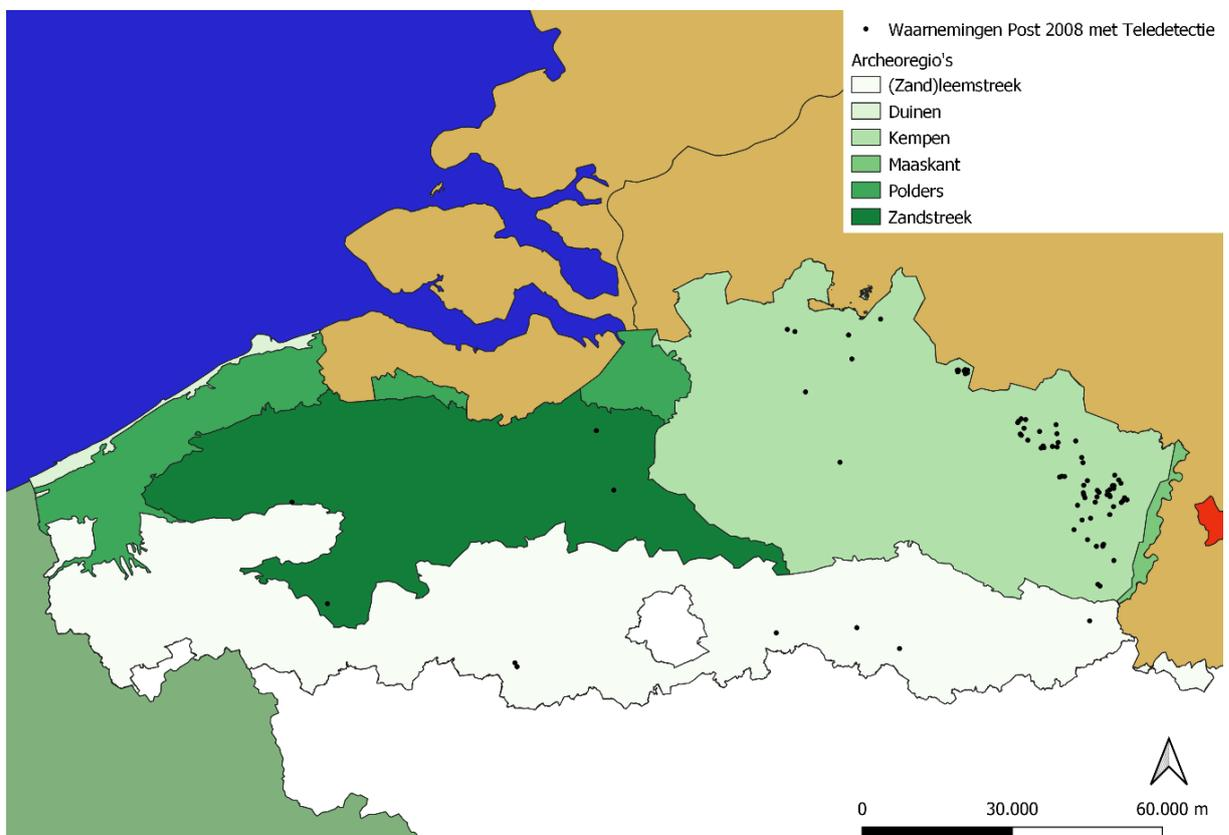 Waarnemingen Post 2008 met Teledetectie
Archeoregio's
(Zand)leemstreek
Duinen
Kempen
Maaskant
Polders
Zandstreek
0 30.000 60.000 m